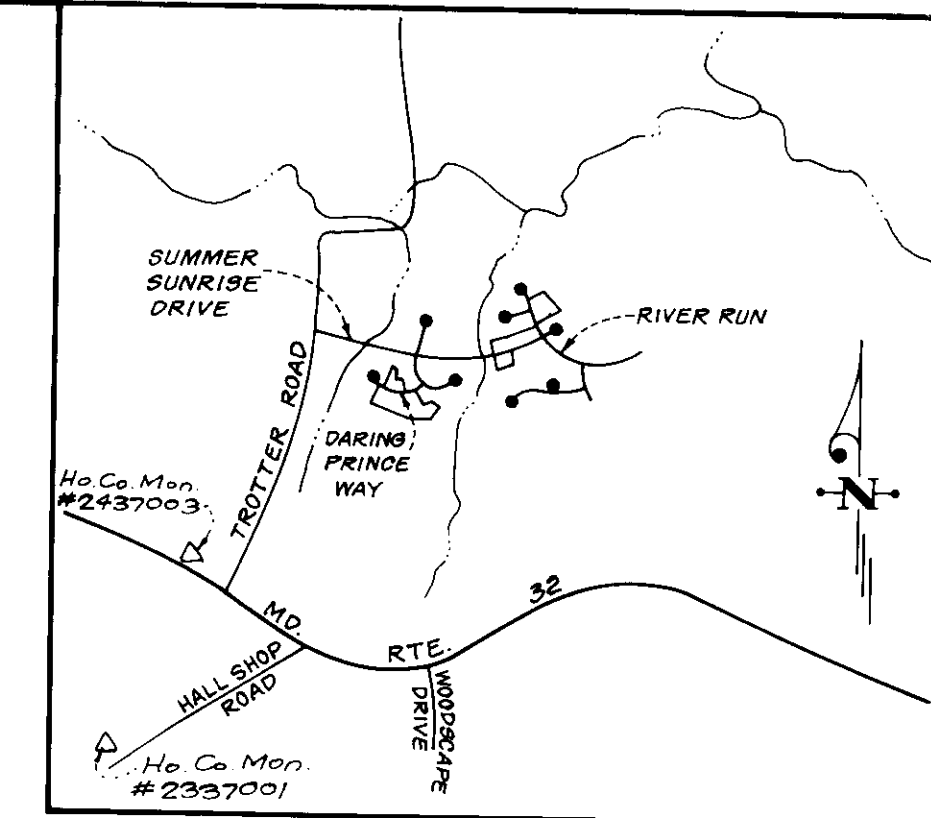 SUMMER
SUNRISE
DRIVE
RIVER RUN
TROTTER ROAD
DARING
PRINCE
WAY
Ho. Co. Mon.
#2437003
N
MD. RTE. 32
HALL SHOP
ROAD
WOODSCAPE
DRIVE
Ho. Co. Mon.
# 2337001